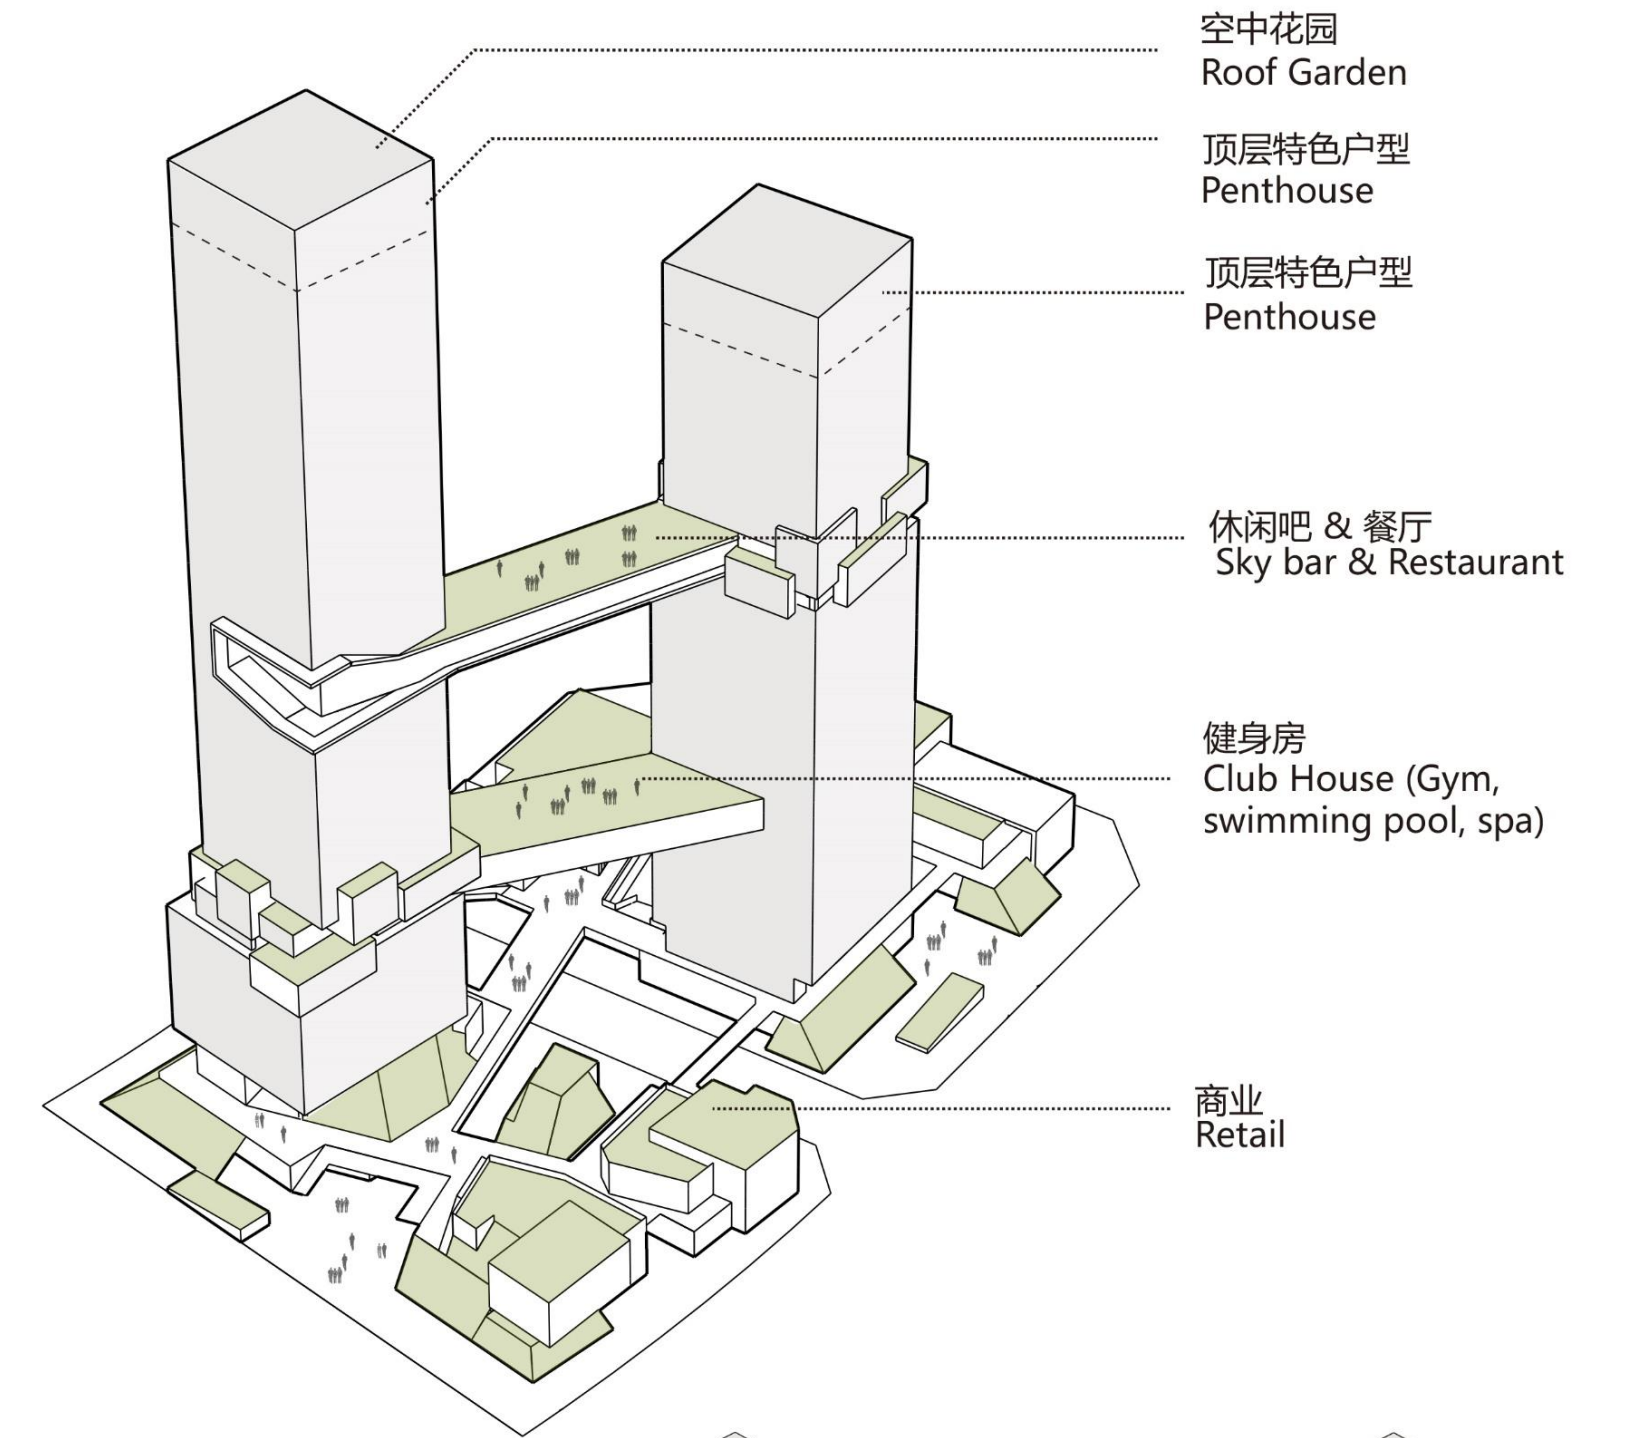 空中花园
Roof Garden
顶层特色户型
Penthouse
顶层特色户型
Penthouse
休闲吧 & 餐厅
Sky bar & Restaurant
健身房
Club House (Gym,
swimming pool, spa)
商业
Retail